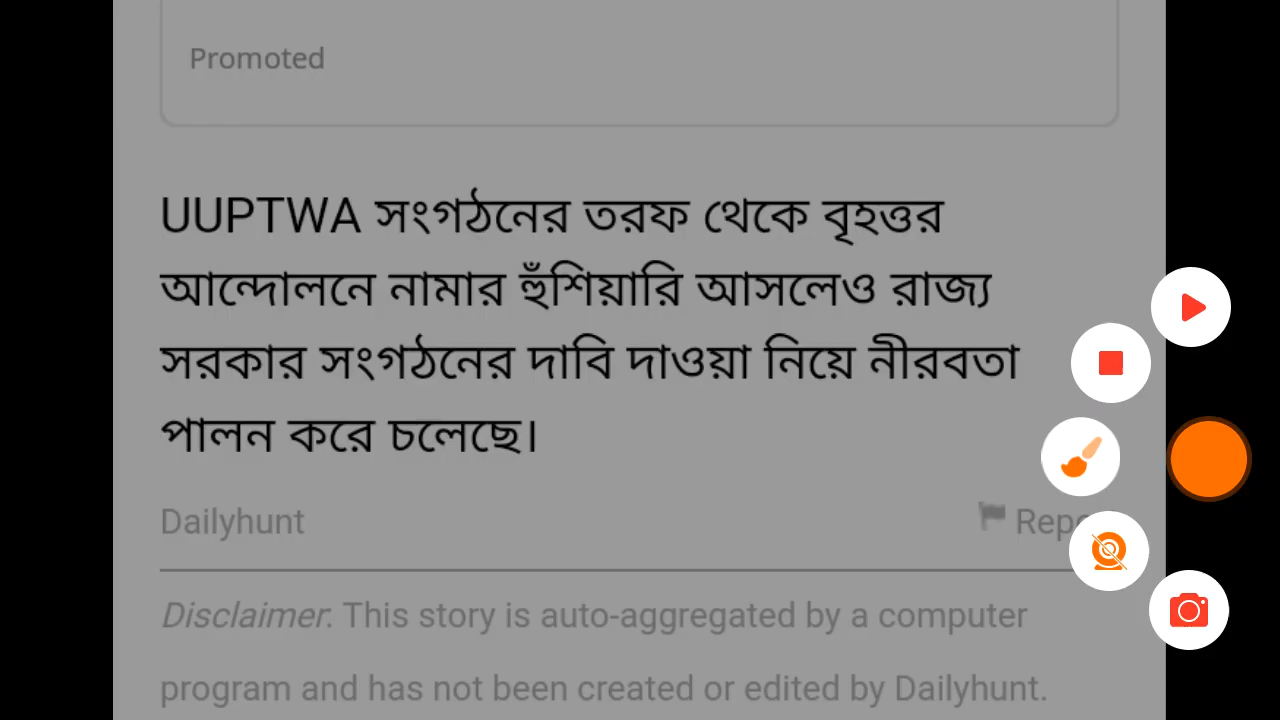 Promoted
UUPTWA সংগঠনের তরফ থেকে বৃহত্তর
আন্দোলনে নামার হুঁশিয়ারি আসলেও রাজ্য
সরকার সংগঠনের দাবি দাওয়া নিয়ে নীরবতা
পালন করে চলেছে।
Dailyhunt
Disclaimer: This story is auto-aggregated by a computer
program and has not been created or edited by Dailyhunt.